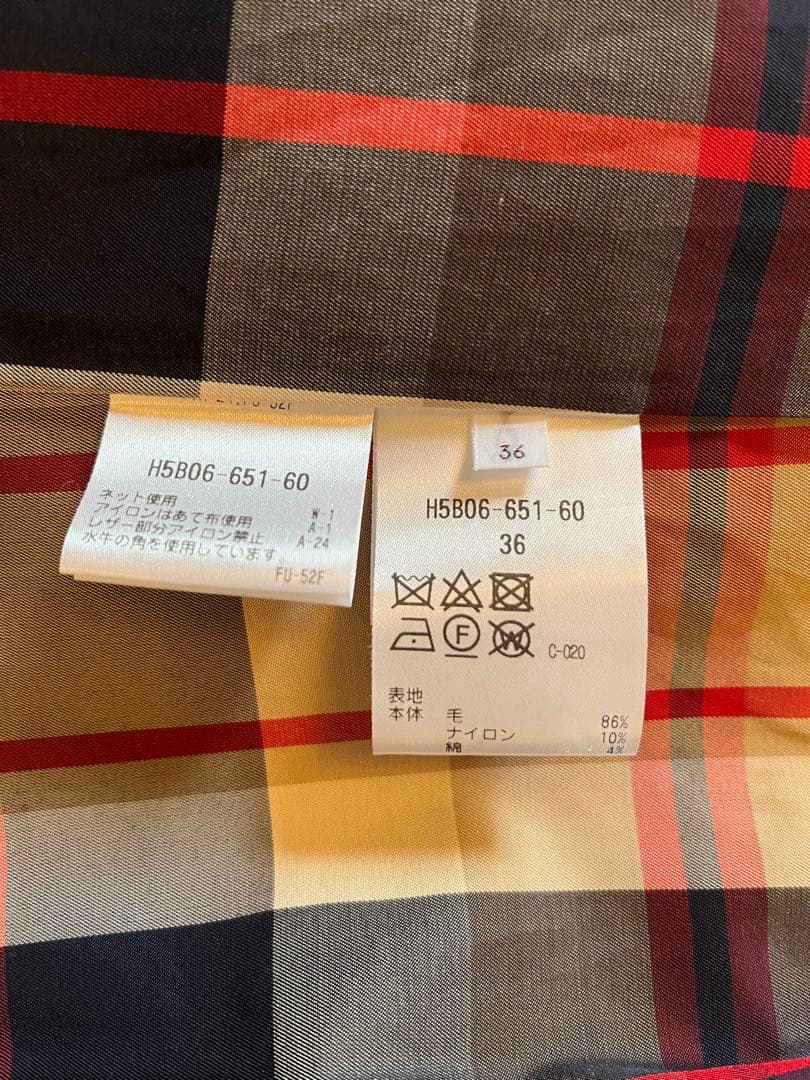 H5B06-651-60
ネット使用 W-1
アイロンはあて布使用 A-1
レザー部分アイロン禁止 A-24
水牛の角を使用しています。
FU-52F
36
H5B06-651-60
36
F W C-020
表地
本体 毛 86%
ナイロン 10%
綿 4%